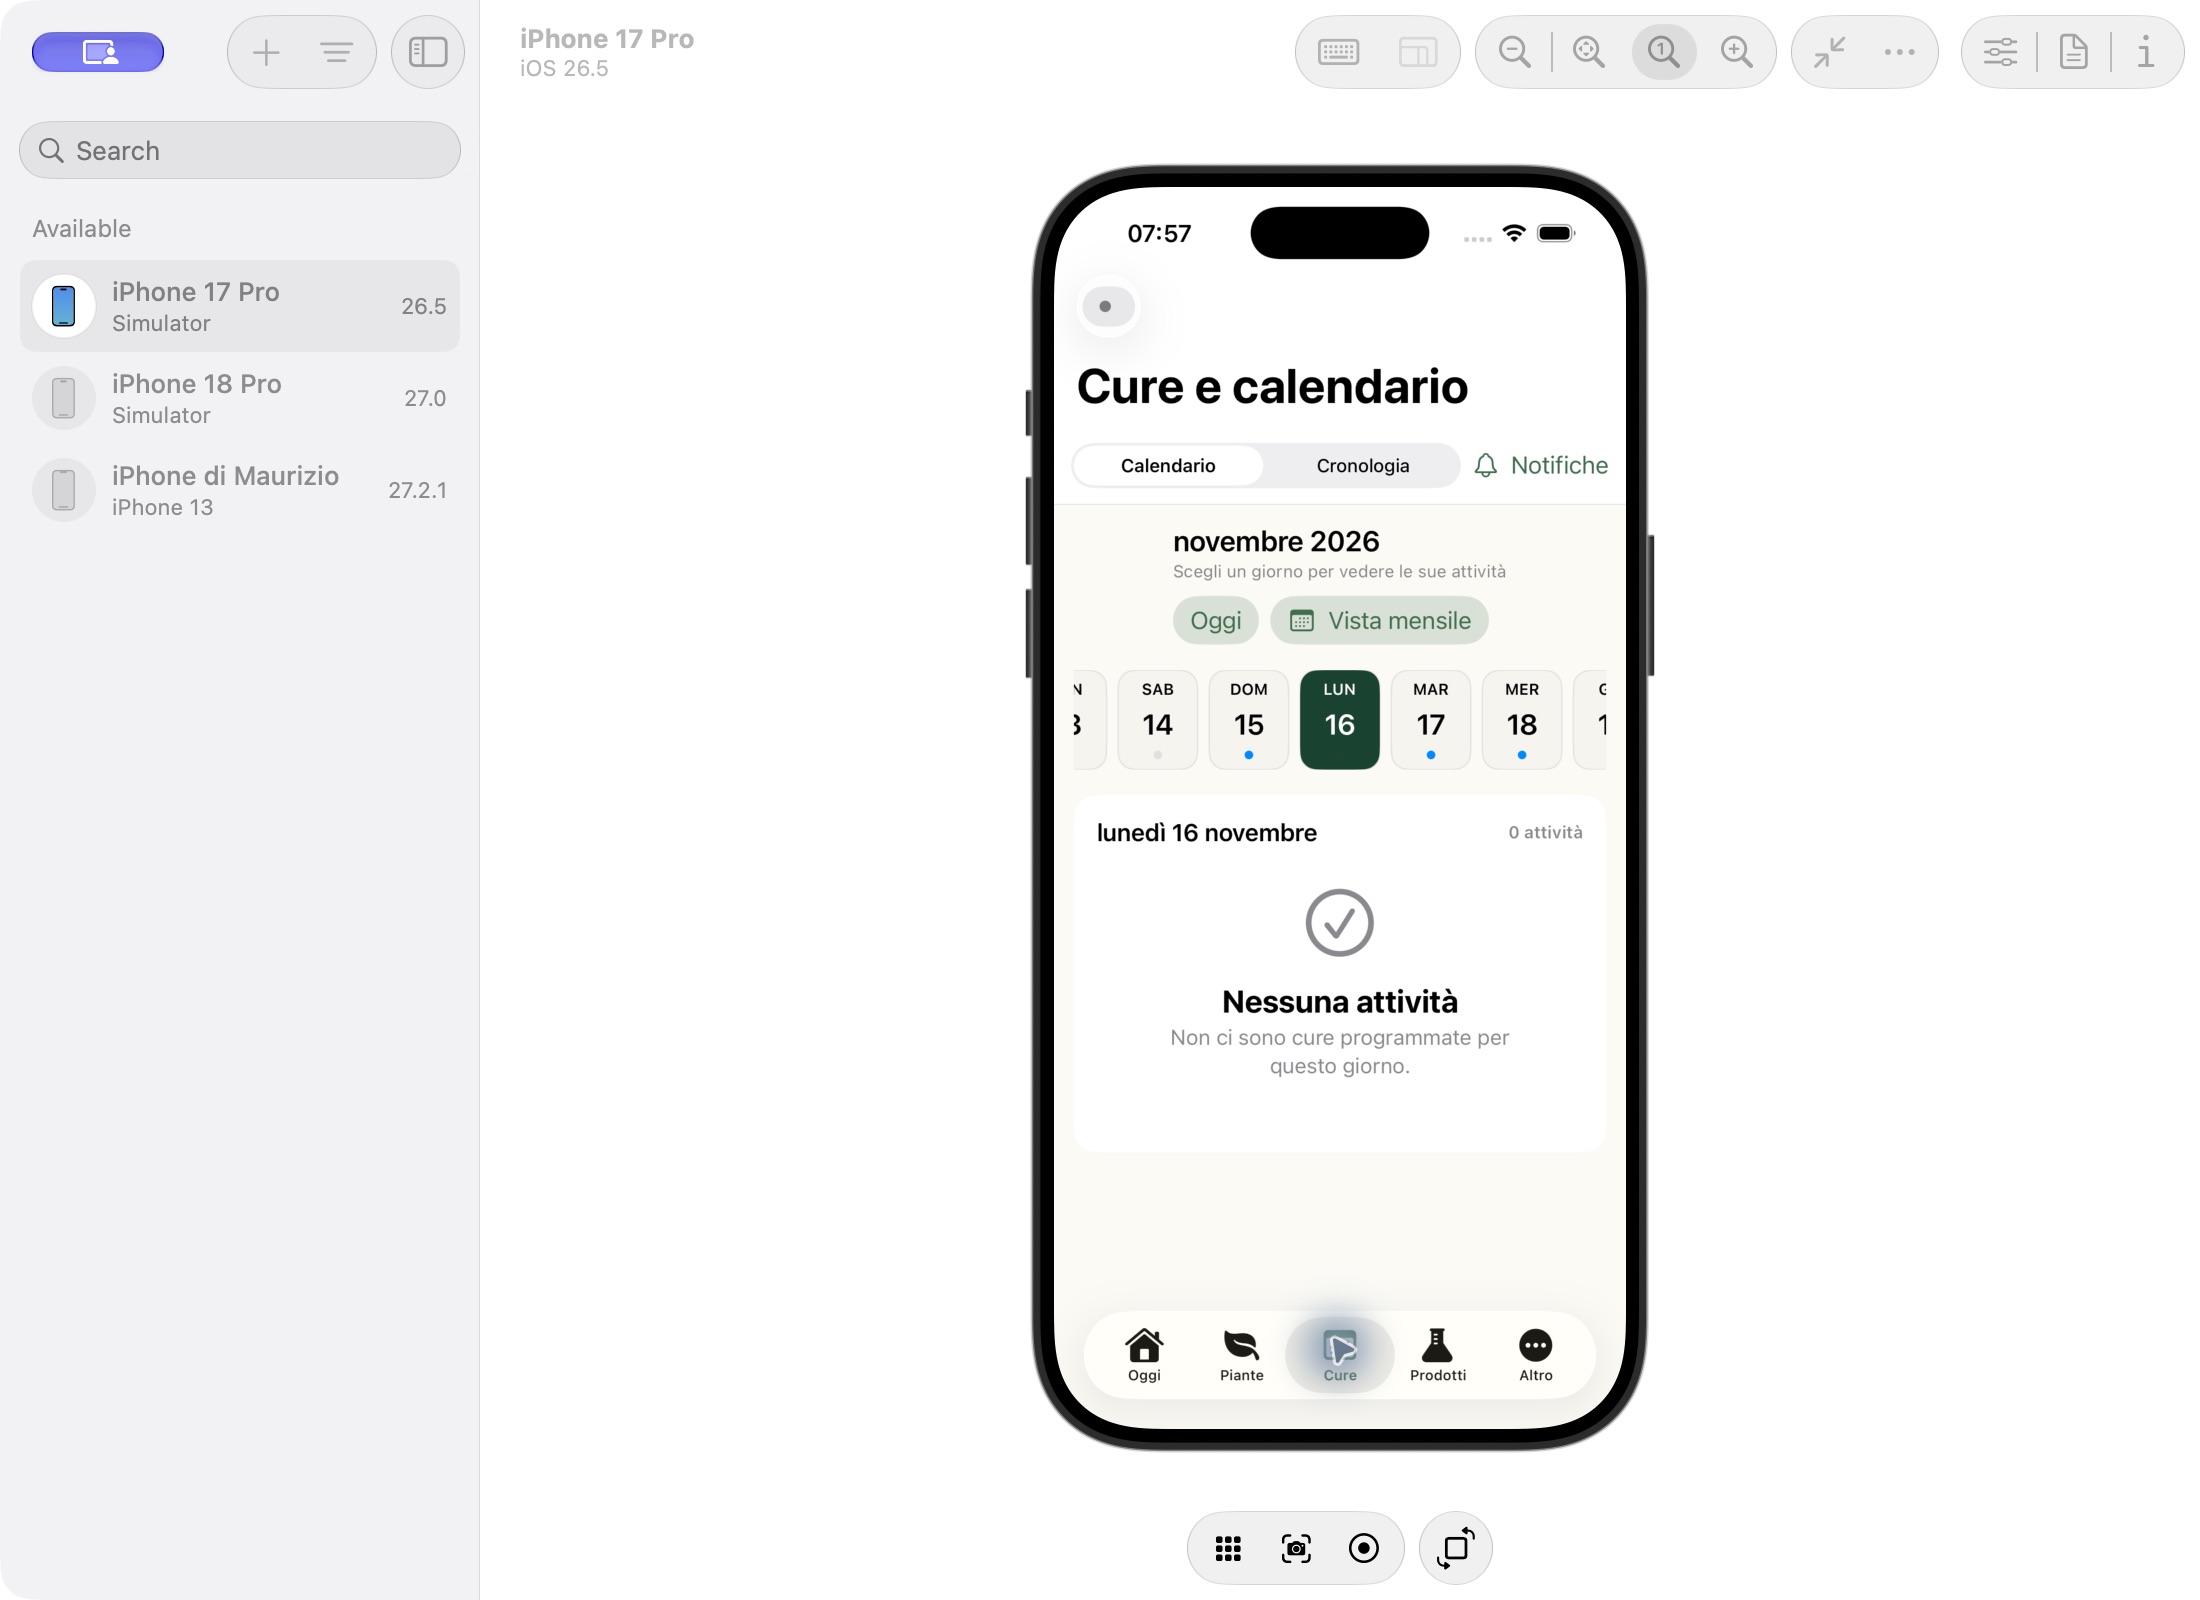 iPhone 17 Pro
iOS 26.5
Search
Available
iPhone 17 Pro
Simulator
26.5
iPhone 18 Pro
Simulator
27.0
iPhone di Maurizio
iPhone 13
27.2.1
07:57
Cure e calendario
Calendario
Cronologia
Notifiche
novembre 2026
Scegli un giorno per vedere le sue attività
Oggi
Vista mensile
SAB
14
DOM
15
LUN
16
MAR
17
MER
18
lunedì 16 novembre
0 attività
Nessuna attività
Non ci sono cure programmate per
questo giorno.
Oggi
Piante
Cure
Prodotti
Altro